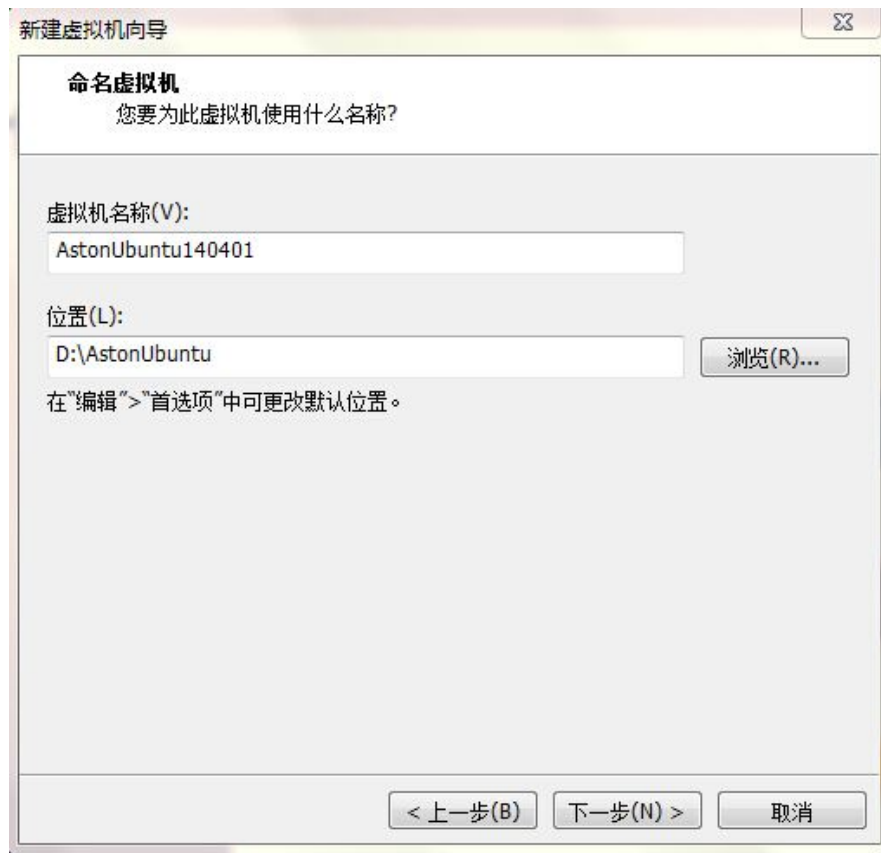 新建虚拟机向导
命名虚拟机
您要为此虚拟机使用什么名称?
虚拟机名称(V):
AstonUbuntu140401
位置(L):
D:\AstonUbuntu
浏览(R)...
在"编辑">"首选项"中可更改默认位置。
< 上一步(B)
下一步(N) >
取消